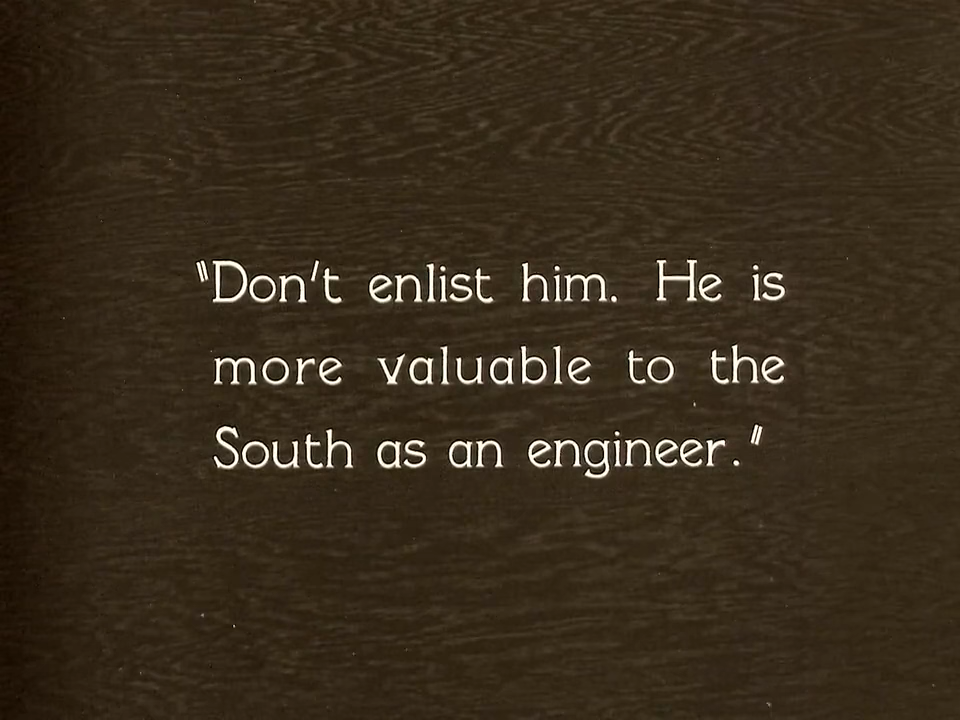 "Don't enlist him. He is
more valuable to the
South as an engineer."